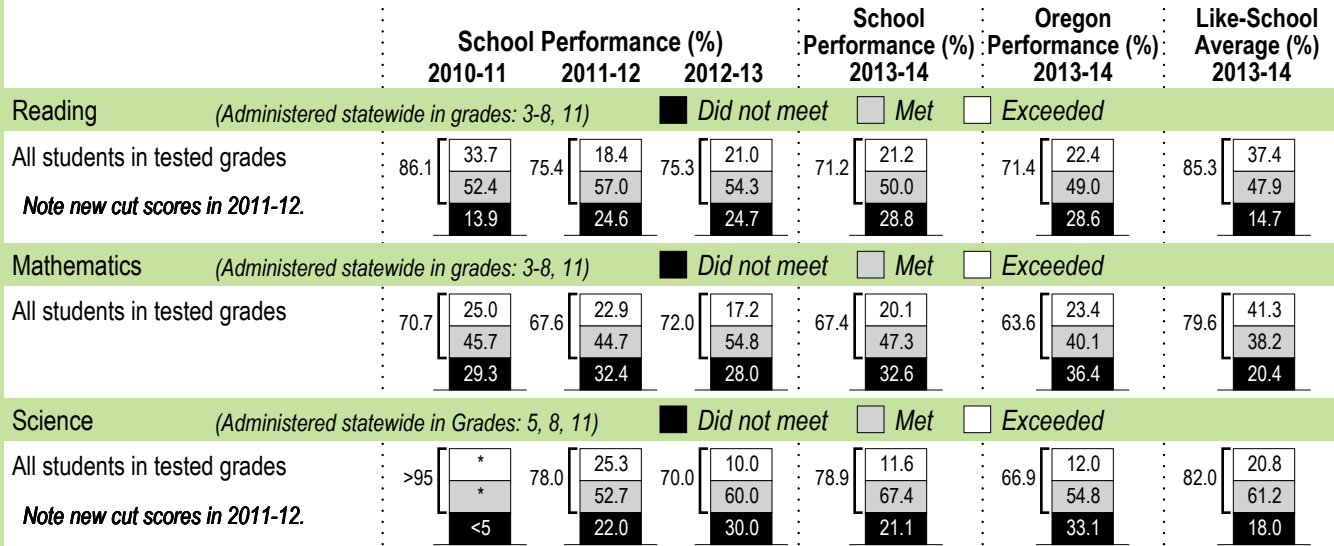 School Performance (%)
School Performance (%)
Oregon Performance (%)
Like-School Average (%)
2010-11 2011-12 2012-13 2013-14 2013-14 2013-14
Reading (Administered statewide in grades: 3-8, 11) Did not meet Met Exceeded
All students in tested grades
Note new cut scores in 2011-12.
86.1 33.7 75.4 18.4 75.3 21.0 71.2 21.2 71.4 22.4 85.3 37.4
52.4 57.0 54.3 50.0 49.0 47.9
13.9 24.6 24.7 28.8 28.6 14.7
Mathematics (Administered statewide in grades: 3-8, 11) Did not meet Met Exceeded
All students in tested grades
70.7 25.0 67.6 22.9 72.0 17.2 67.4 20.1 63.6 23.4 79.6 41.3
45.7 44.7 54.8 47.3 40.1 38.2
29.3 32.4 28.0 32.6 36.4 20.4
Science (Administered statewide in Grades: 5, 8, 11) Did not meet Met Exceeded
All students in tested grades
Note new cut scores in 2011-12.
>95 * 78.0 25.3 70.0 10.0 78.9 11.6 66.9 12.0 82.0 20.8
* 52.7 60.0 67.4 54.8 61.2
<5 22.0 30.0 21.1 33.1 18.0